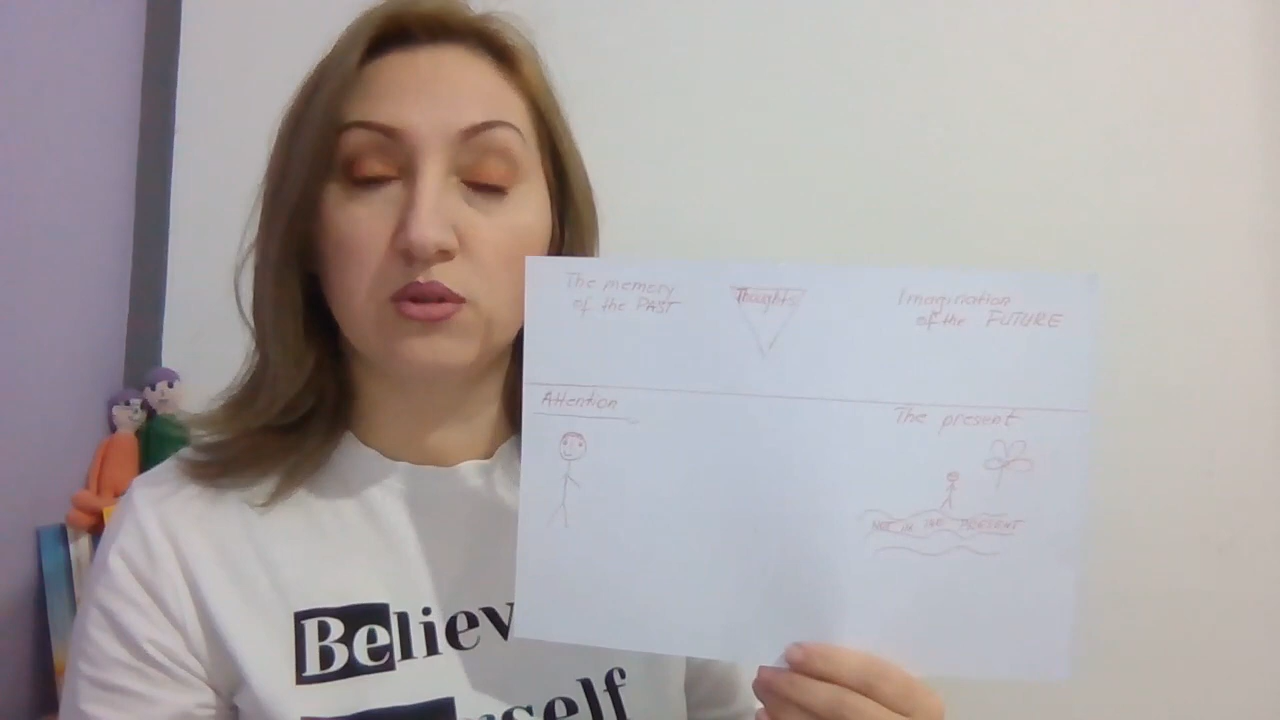 The memory
of the PAST
Thoughts
Imagination
of the FUTURE
Attention
The present
NOT IN THE PRESENT
Believ
rself